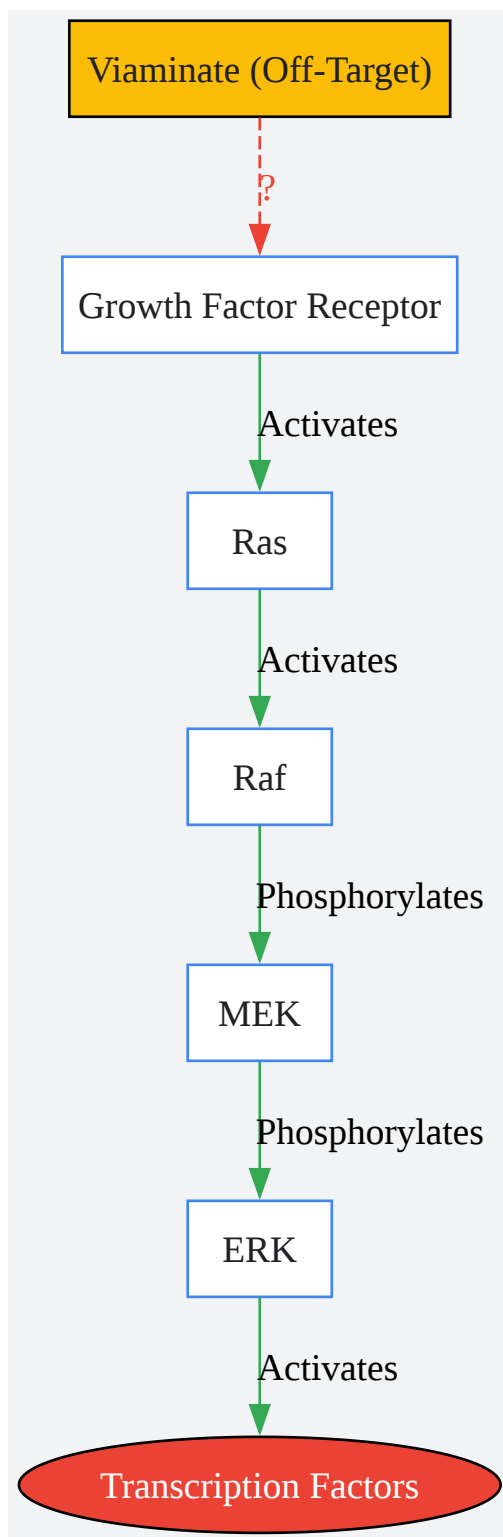 Viaminate (Off-Target)
?
Growth Factor Receptor
Activates
Ras
Activates
Raf
Phosphorylates
MEK
Phosphorylates
ERK
Activates
Transcription Factors